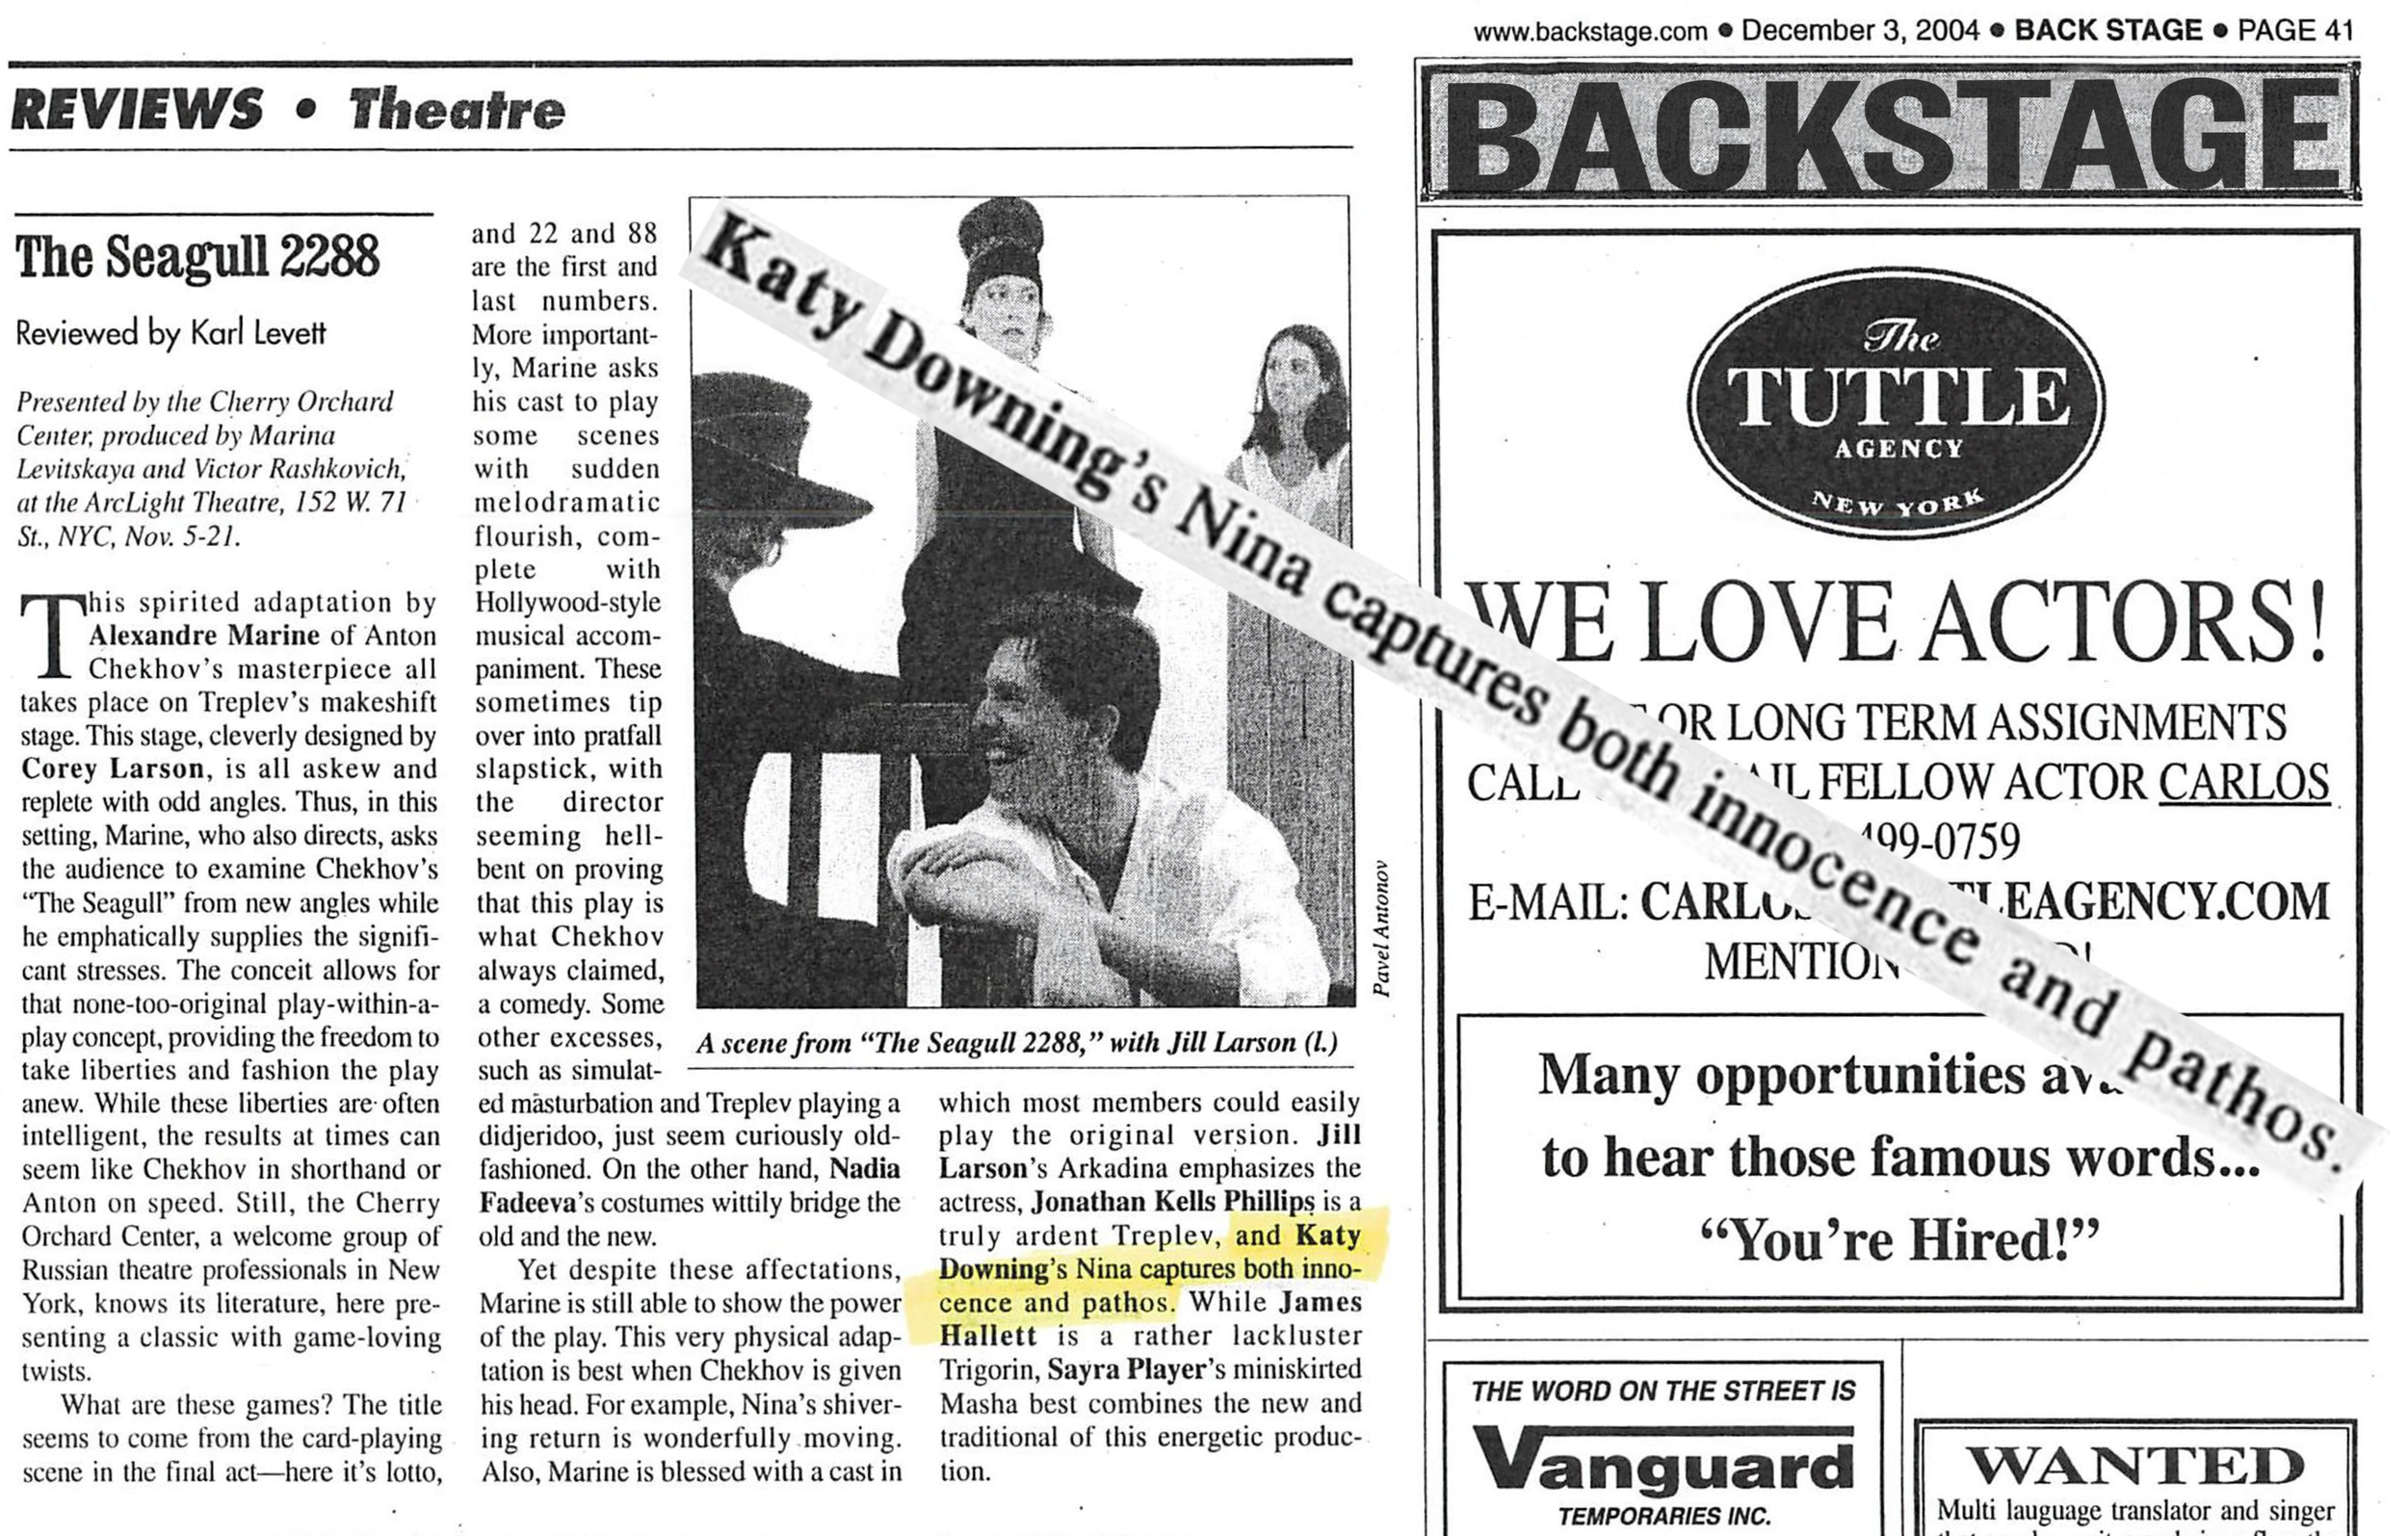 www.backstage.com • December 3, 2004 • BACK STAGE • PAGE 41
REVIEWS • Theatre
BACKSTAGE
The Seagull 2288
Reviewed by Karl Levett
Presented by the Cherry Orchard
Center, produced by Marina
Levitskaya and Victor Rashkovich,
at the ArcLight Theatre, 152 W. 71
St., NYC, Nov. 5-21.
This spirited adaptation by
Alexandre Marine of Anton
Chekhov's masterpiece all
takes place on Treplev's makeshift
stage. This stage, cleverly designed by
Corey Larson, is all askew and
replete with odd angles. Thus, in this
setting, Marine, who also directs, asks
the audience to examine Chekhov's
“The Seagull” from new angles while
he emphatically supplies the signifi-
cant stresses. The conceit allows for
that none-too-original play-within-a-
play concept, providing the freedom to
take liberties and fashion the play
anew. While these liberties are often
intelligent, the results at times can
seem like Chekhov in shorthand or
Anton on speed. Still, the Cherry
Orchard Center, a welcome group of
Russian theatre professionals in New
York, knows its literature, here pre-
senting a classic with game-loving
twists.
What are these games? The title
seems to come from the card-playing
scene in the final act—here it's lotto,
and 22 and 88
are the first and
last numbers.
More important-
ly, Marine asks
his cast to play
some scenes
with sudden
melodramatic
flourish, com-
plete with
Hollywood-style
musical accom-
paniment. These
sometimes tip
over into pratfall
slapstick, with
the director
seeming hell-
bent on proving
that this play is
what Chekhov
always claimed,
a comedy. Some
other excesses,
such as simulat-
ed masturbation and Treplev playing a
didjeridoo, just seem curiously old-
fashioned. On the other hand, Nadia
Fadeeva's costumes wittily bridge the
old and the new.
Yet despite these affectations,
Marine is still able to show the power
of the play. This very physical adap-
tation is best when Chekhov is given
his head. For example, Nina's shiver-
ing return is wonderfully moving.
Also, Marine is blessed with a cast in
Katy Downing's Nina captures both innocence and pathos.
Pavel Antonov
A scene from “The Seagull 2288,” with Jill Larson (l.)
which most members could easily
play the original version. Jill
Larson's Arkadina emphasizes the
actress, Jonathan Kells Phillips is a
truly ardent Treplev, and Katy
Downing's Nina captures both inno-
cence and pathos. While James
Hallett is a rather lackluster
Trigorin, Sayra Player's miniskirted
Masha best combines the new and
traditional of this energetic produc-
tion.
The
TUTTLE
AGENCY
NEW YORK
WE LOVE ACTORS!
OR LONG TERM ASSIGNMENTS
CALL FELLOW ACTOR CARLOS
499-0759
E-MAIL: LEAGENCY.COM
MENTION
Many opportunities
to hear those famous words...
“You're Hired!”
THE WORD ON THE STREET IS
Vanguard
TEMPORARIES INC.
WANTED
Multi lauguage translator and singer